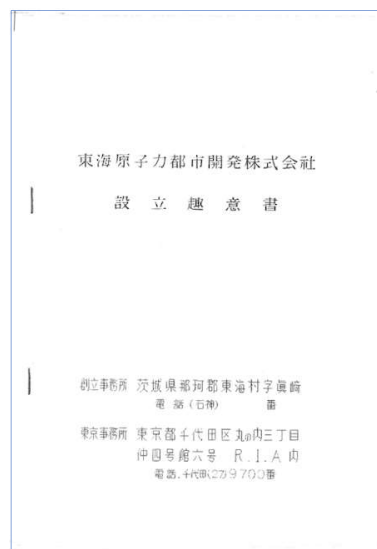 東海原子力都市開発株式会社
設立趣意書
創立事務所 茨城県那珂郡東海村字眞崎
電話(石神) 番
東京事務所 東京都千代田区丸の内三丁目
仲四号館六号 R.I.A内
電話.千代田(27)9700番